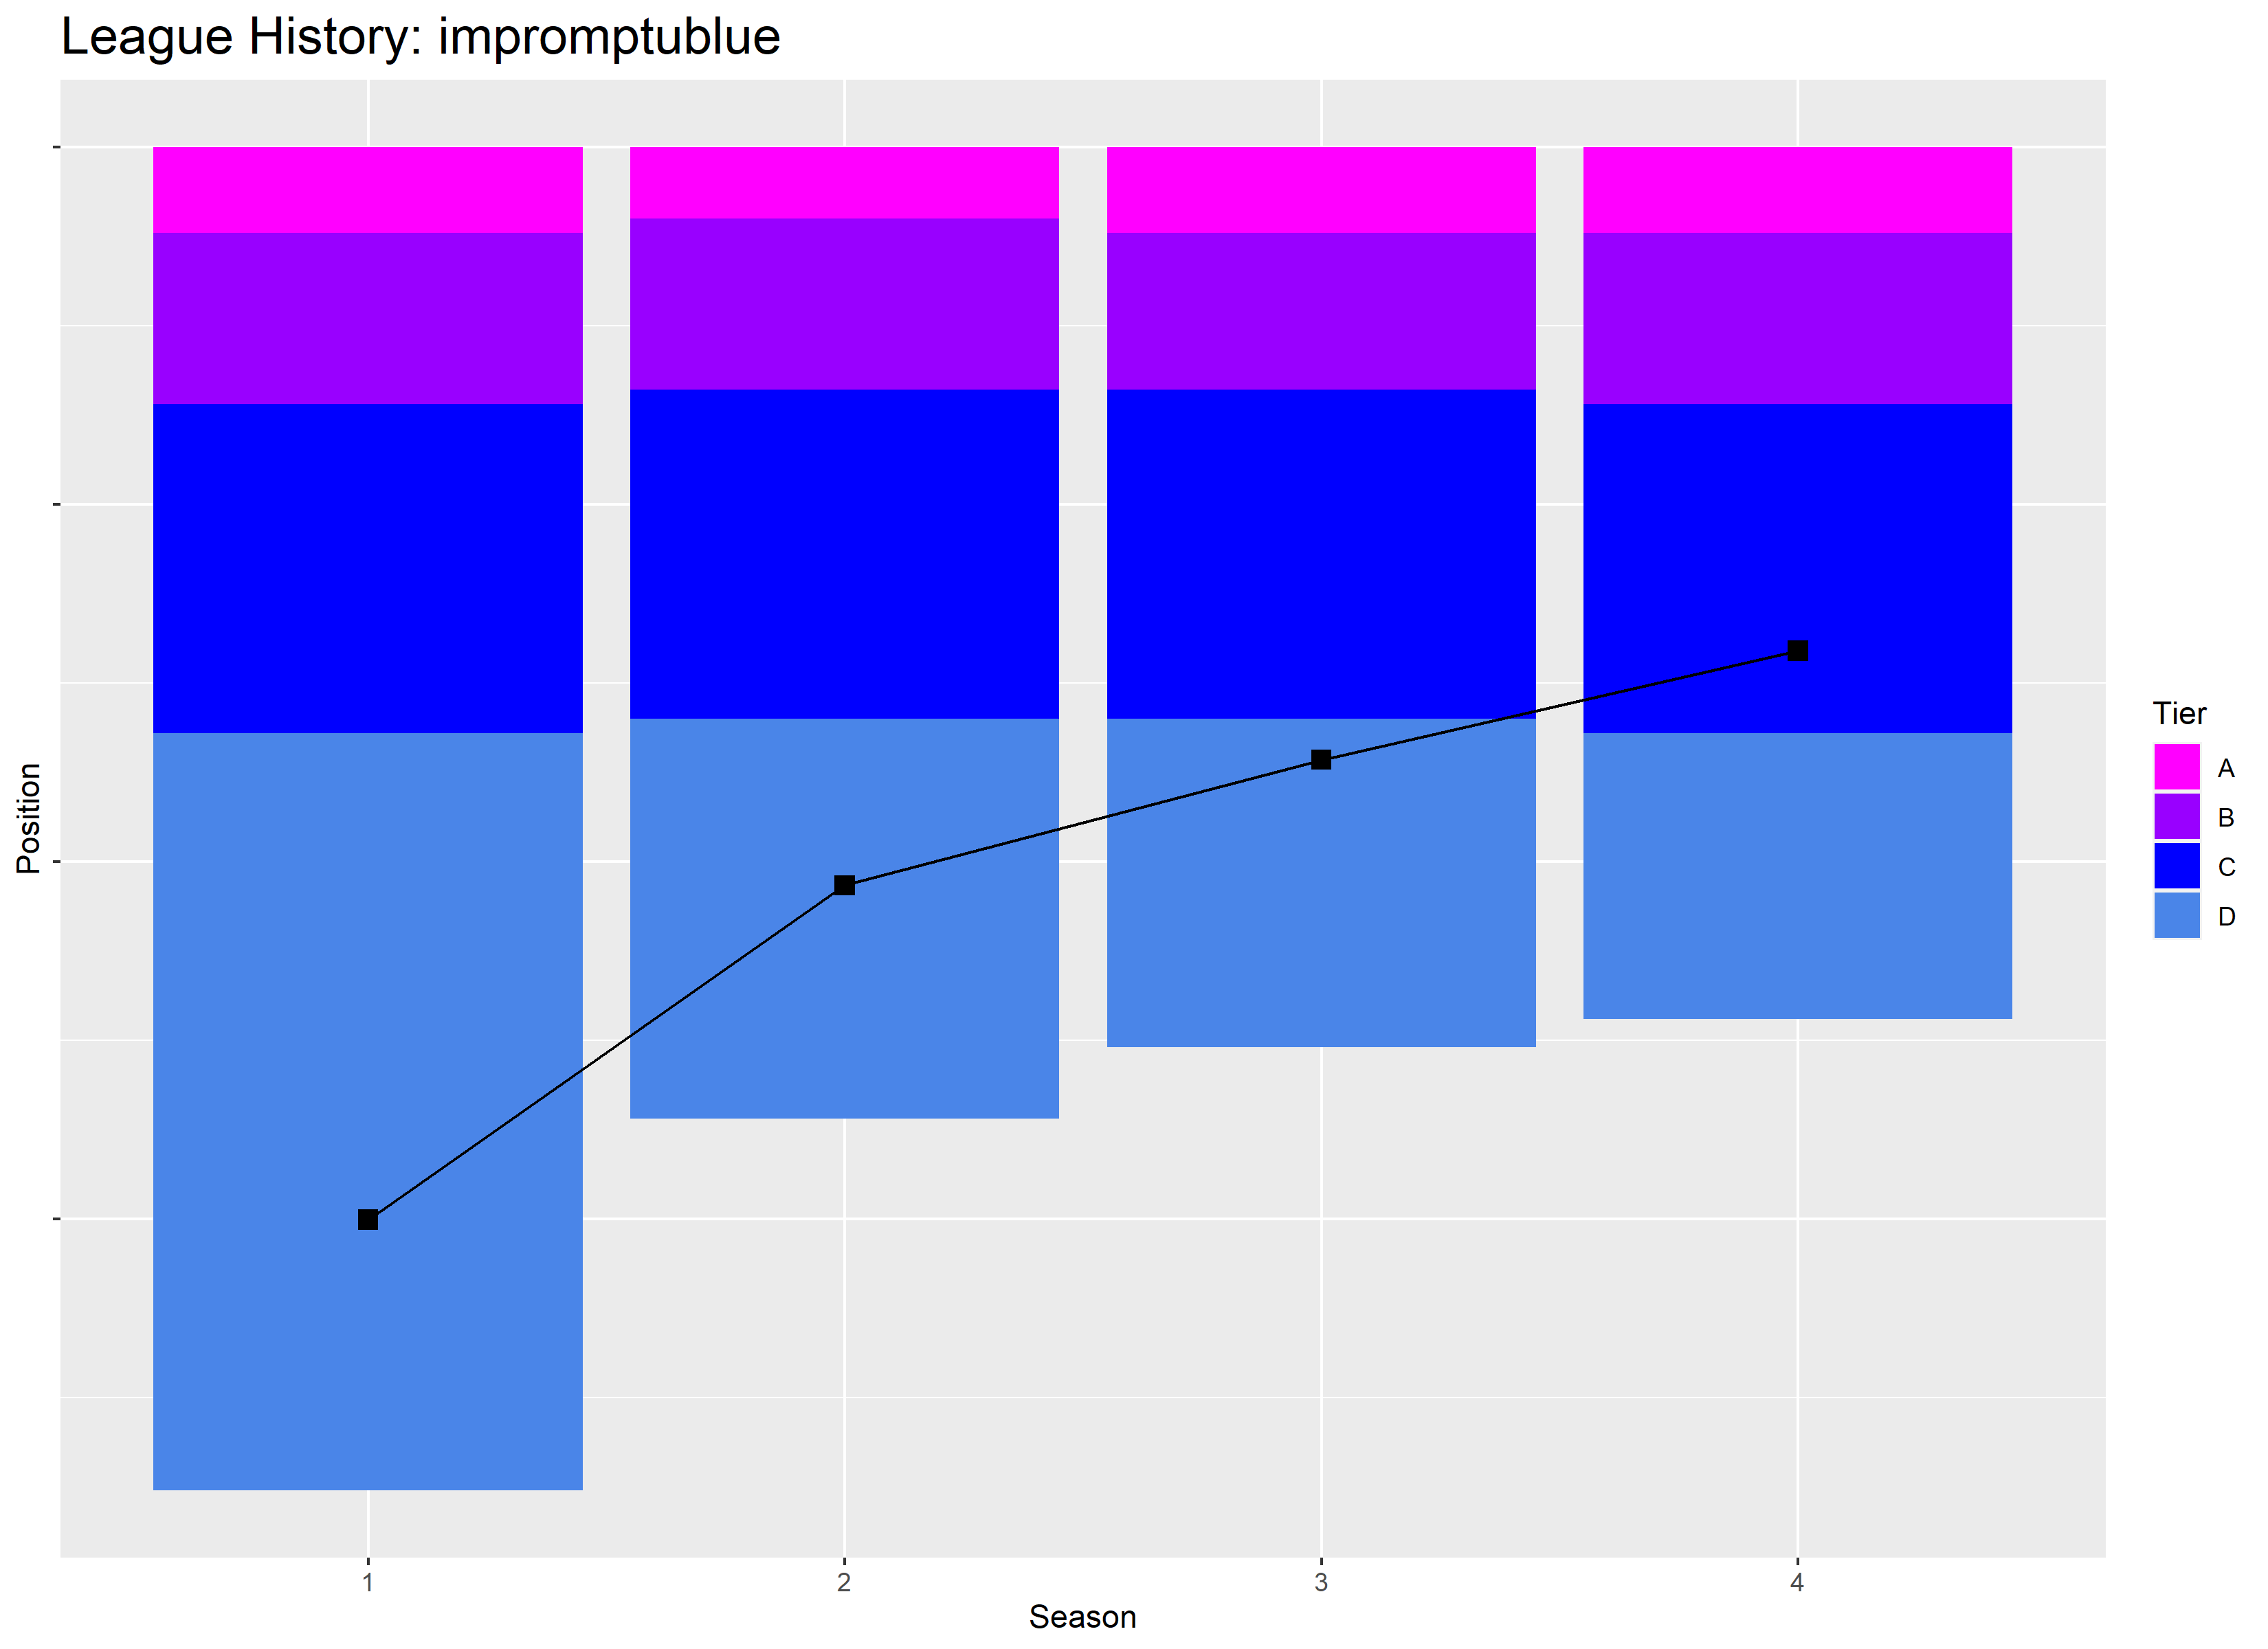 League History: impromptublue
Position
Tier
A
B
C
D
1 2 3 4
Season